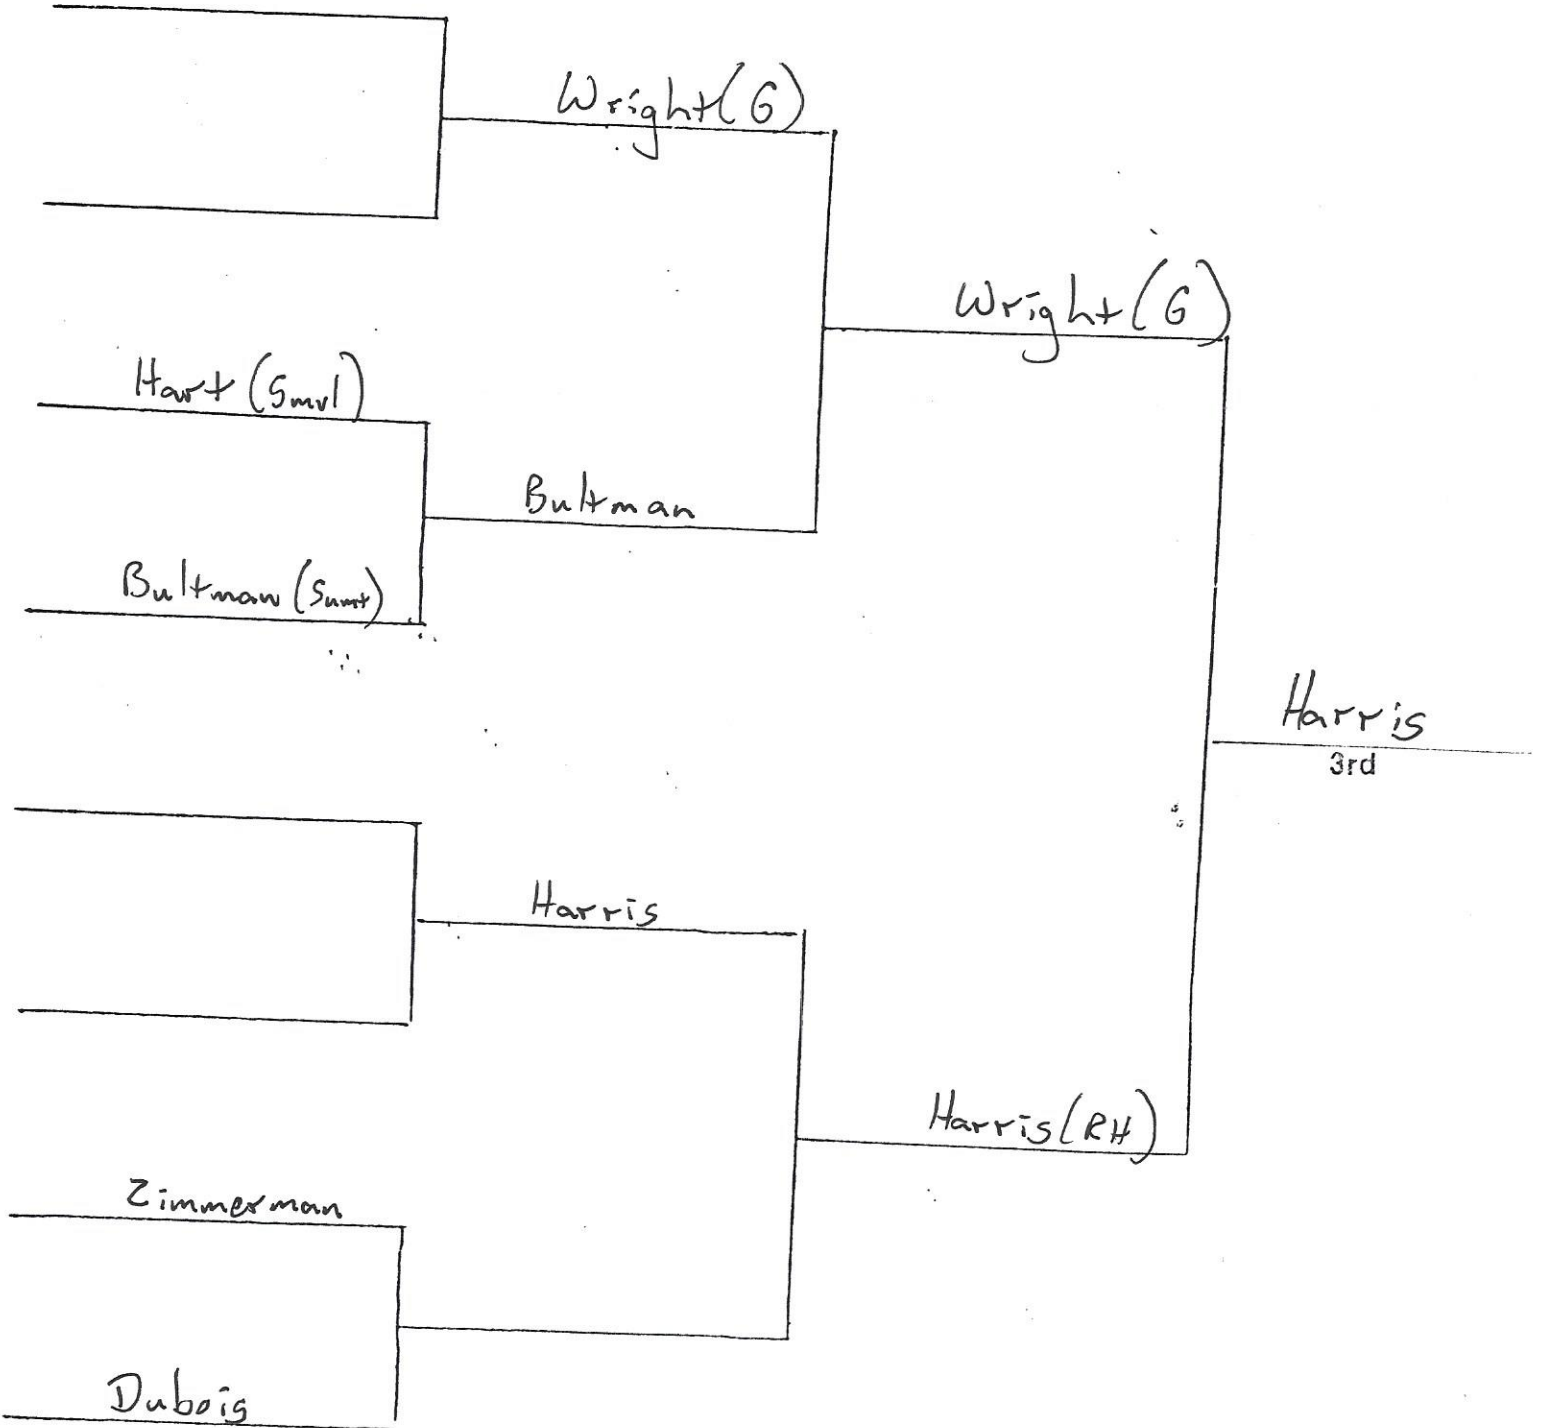 Wright (G)
Wright (G)
Hart (Smvl)
Bultman
Bultman (Sumt)
Harris
3rd
Harris
Harris (RH)
Zimmerman
Dubois